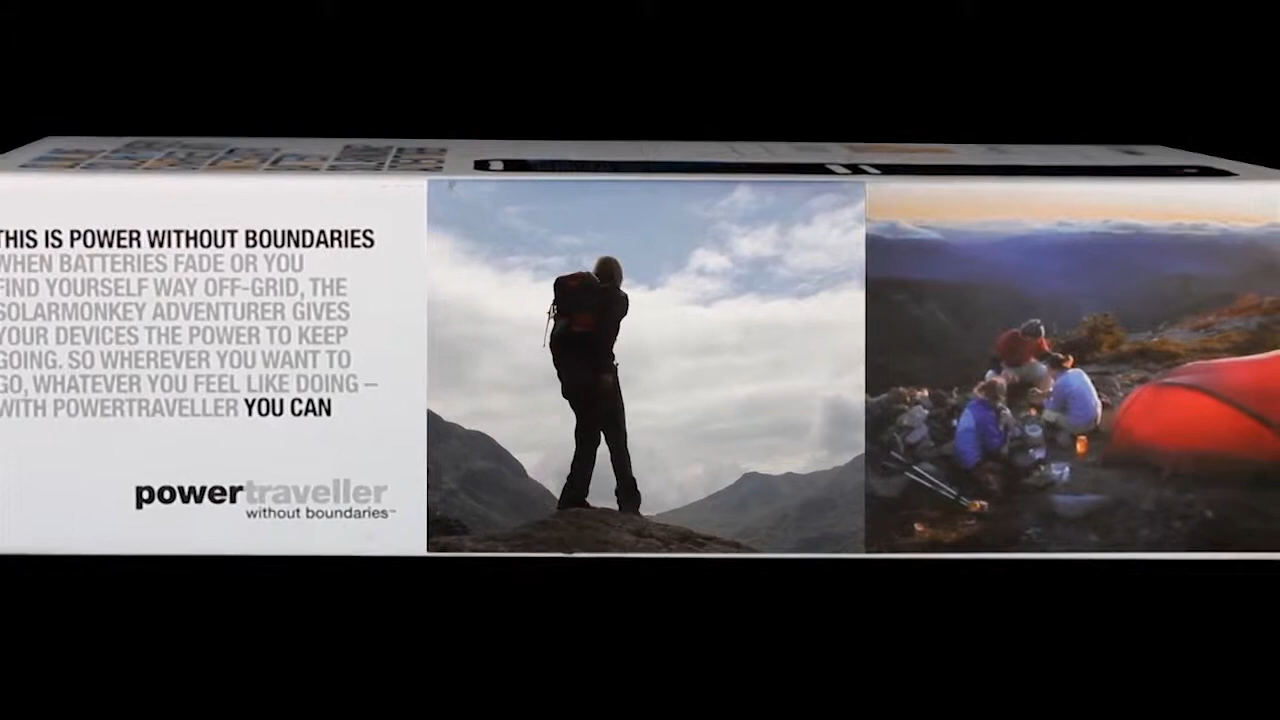 THIS IS POWER WITHOUT BOUNDARIES
WHEN BATTERIES FADE OR YOU
FIND YOURSELF WAY OFF-GRID, THE
SOLARMONKEY ADVENTURER GIVES
YOUR DEVICES THE POWER TO KEEP
GOING. SO WHEREVER YOU WANT TO
GO, WHATEVER YOU FEEL LIKE DOING –
WITH POWERTRAVELLER YOU CAN
powertraveller
without boundaries™